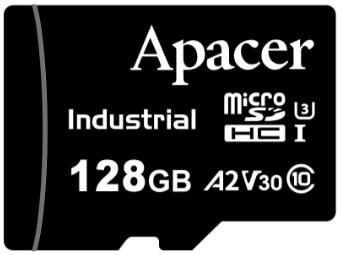 Apacer
Industrial
micro SD HC I U3
128GB A2 V30 10